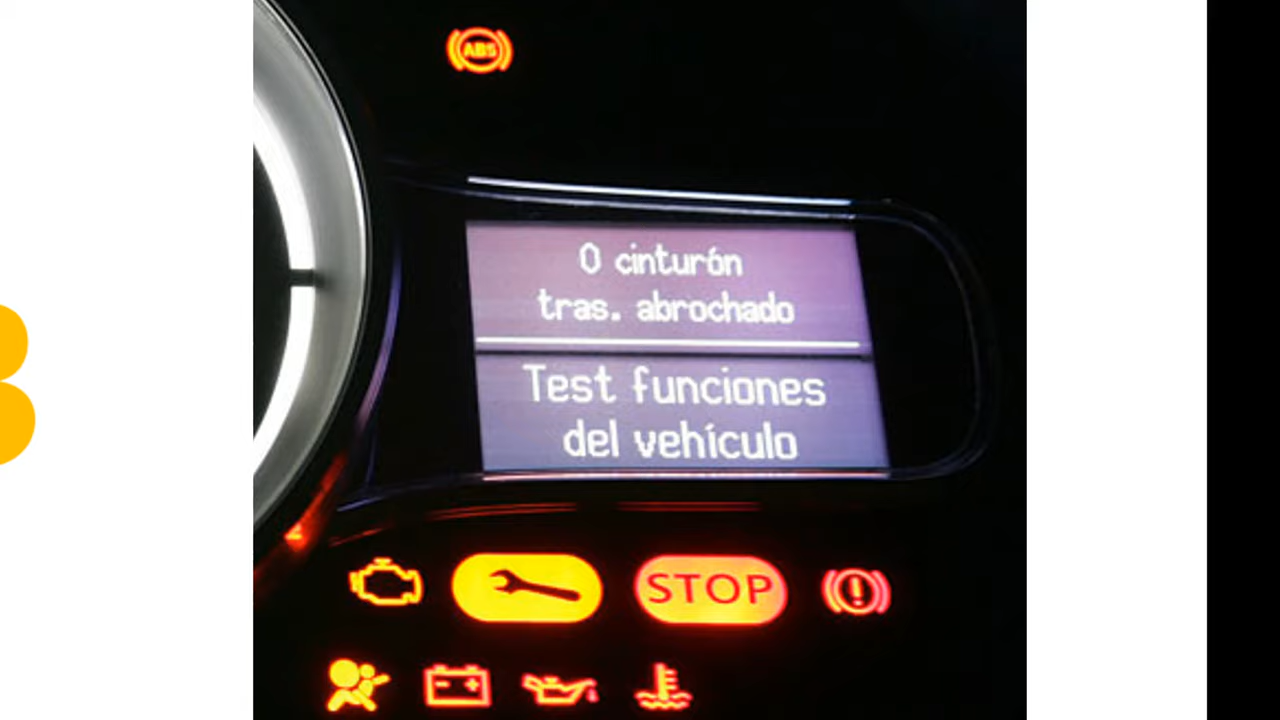 ABS
0 cinturón
tras. abrochado
Test funciones
del vehículo
STOP